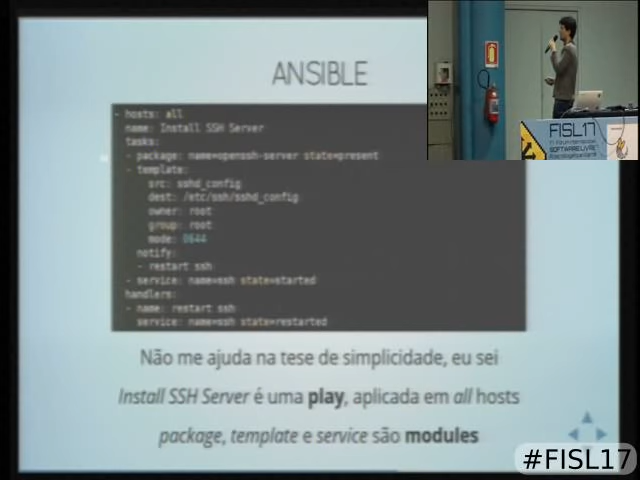 ANSIBLE
- hosts: all
name: Install SSH Server
tasks:
- package: name=openssh-server state=present
- template:
src: sshd_config
dest: /etc/ssh/sshd_config
owner: root
group: root
mode: 0644
notify:
- restart ssh
- service: name=ssh state=started
handlers:
- name: restart ssh
service: name=ssh state=restarted
Não me ajuda na tese de simplicidade, eu sei
Install SSH Server é uma play, aplicada em all hosts
package, template e service são modules
FISL17
SOFTWARE LIVRE
#FISL17